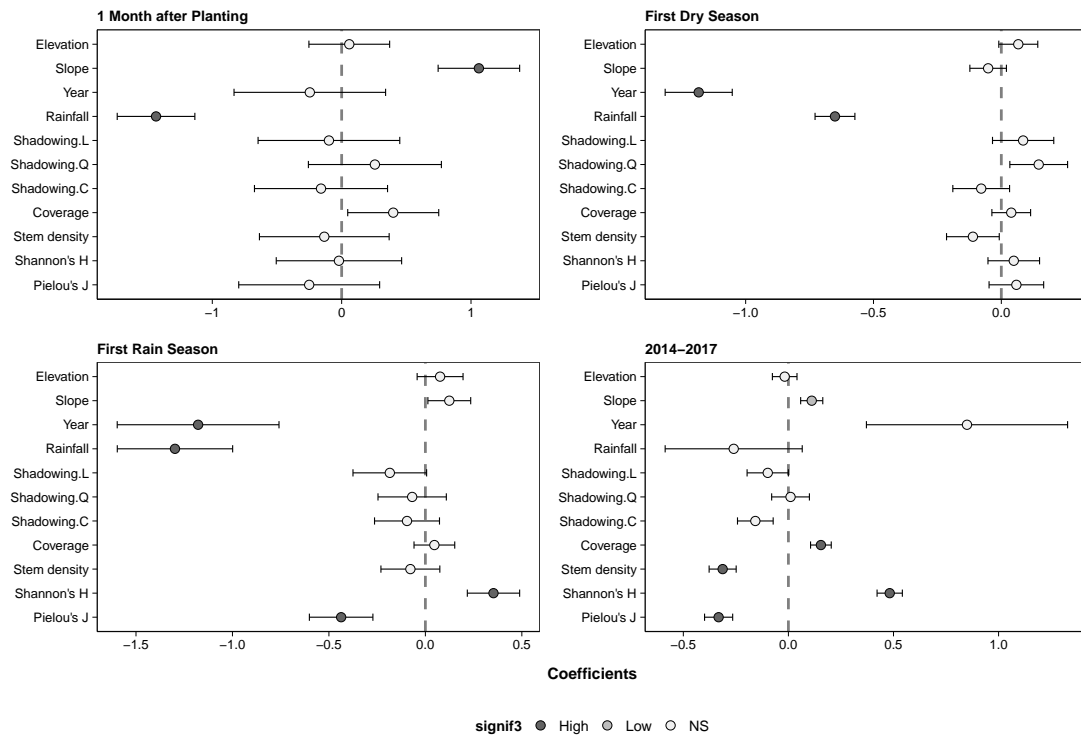 1 Month after Planting
Elevation
Slope
Year
Rainfall
Shadowing.L
Shadowing.Q
Shadowing.C
Coverage
Stem density
Shannon's H
Pielou's J
−1 0 1
First Dry Season
Elevation
Slope
Year
Rainfall
Shadowing.L
Shadowing.Q
Shadowing.C
Coverage
Stem density
Shannon's H
Pielou's J
−1.0 −0.5 0.0
First Rain Season
Elevation
Slope
Year
Rainfall
Shadowing.L
Shadowing.Q
Shadowing.C
Coverage
Stem density
Shannon's H
Pielou's J
−1.5 −1.0 −0.5 0.0 0.5
2014−2017
Elevation
Slope
Year
Rainfall
Shadowing.L
Shadowing.Q
Shadowing.C
Coverage
Stem density
Shannon's H
Pielou's J
−0.5 0.0 0.5 1.0
Coefficients
signif3 High Low NS